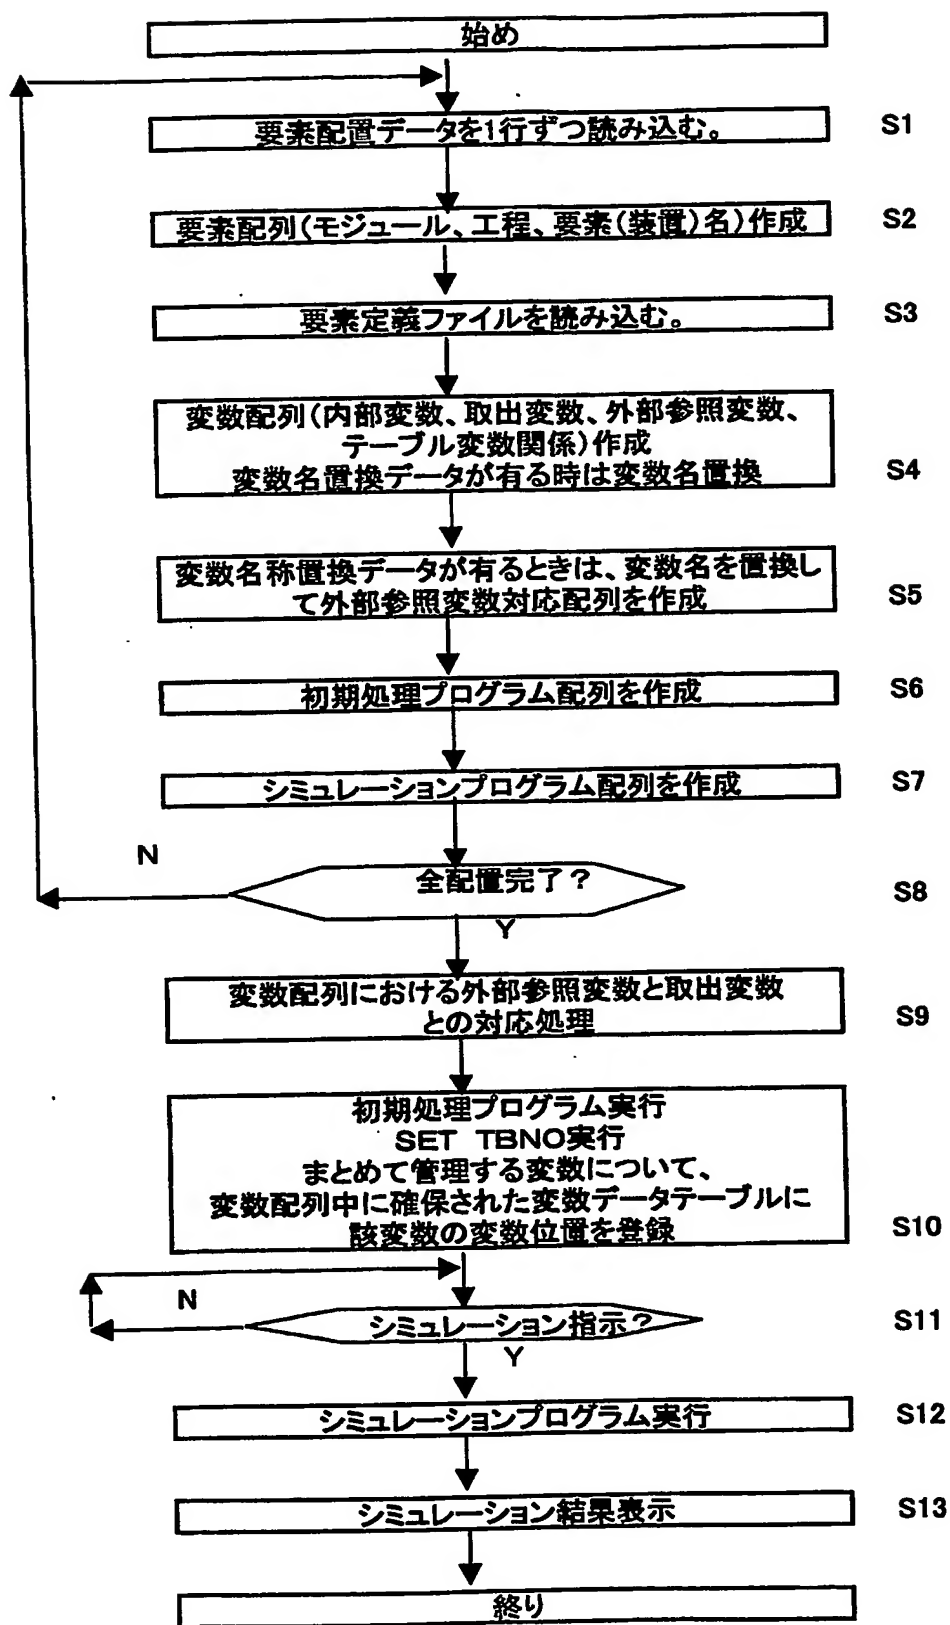 始め
要素配置データを1行ずつ読み込む。 S1
要素配列(モジュール、工程、要素(装置)名)作成 S2
要素定義ファイルを読み込む。 S3
変数配列(内部変数、取出変数、外部参照変数、
テーブル変数関係)作成
変数名置換データが有る時は変数名置換 S4
変数名称置換データが有るときは、変数名を置換し
て外部参照変数対応配列を作成 S5
初期処理プログラム配列を作成 S6
シミュレーションプログラム配列を作成 S7
N
全配置完了? S8
Y
変数配列における外部参照変数と取出変数
との対応処理 S9
初期処理プログラム実行
SET TBNO実行
まとめて管理する変数について、
変数配列中に確保された変数データテーブルに
該変数の変数位置を登録 S10
N
シミュレーション指示? S11
Y
シミュレーションプログラム実行 S12
シミュレーション結果表示 S13
終り